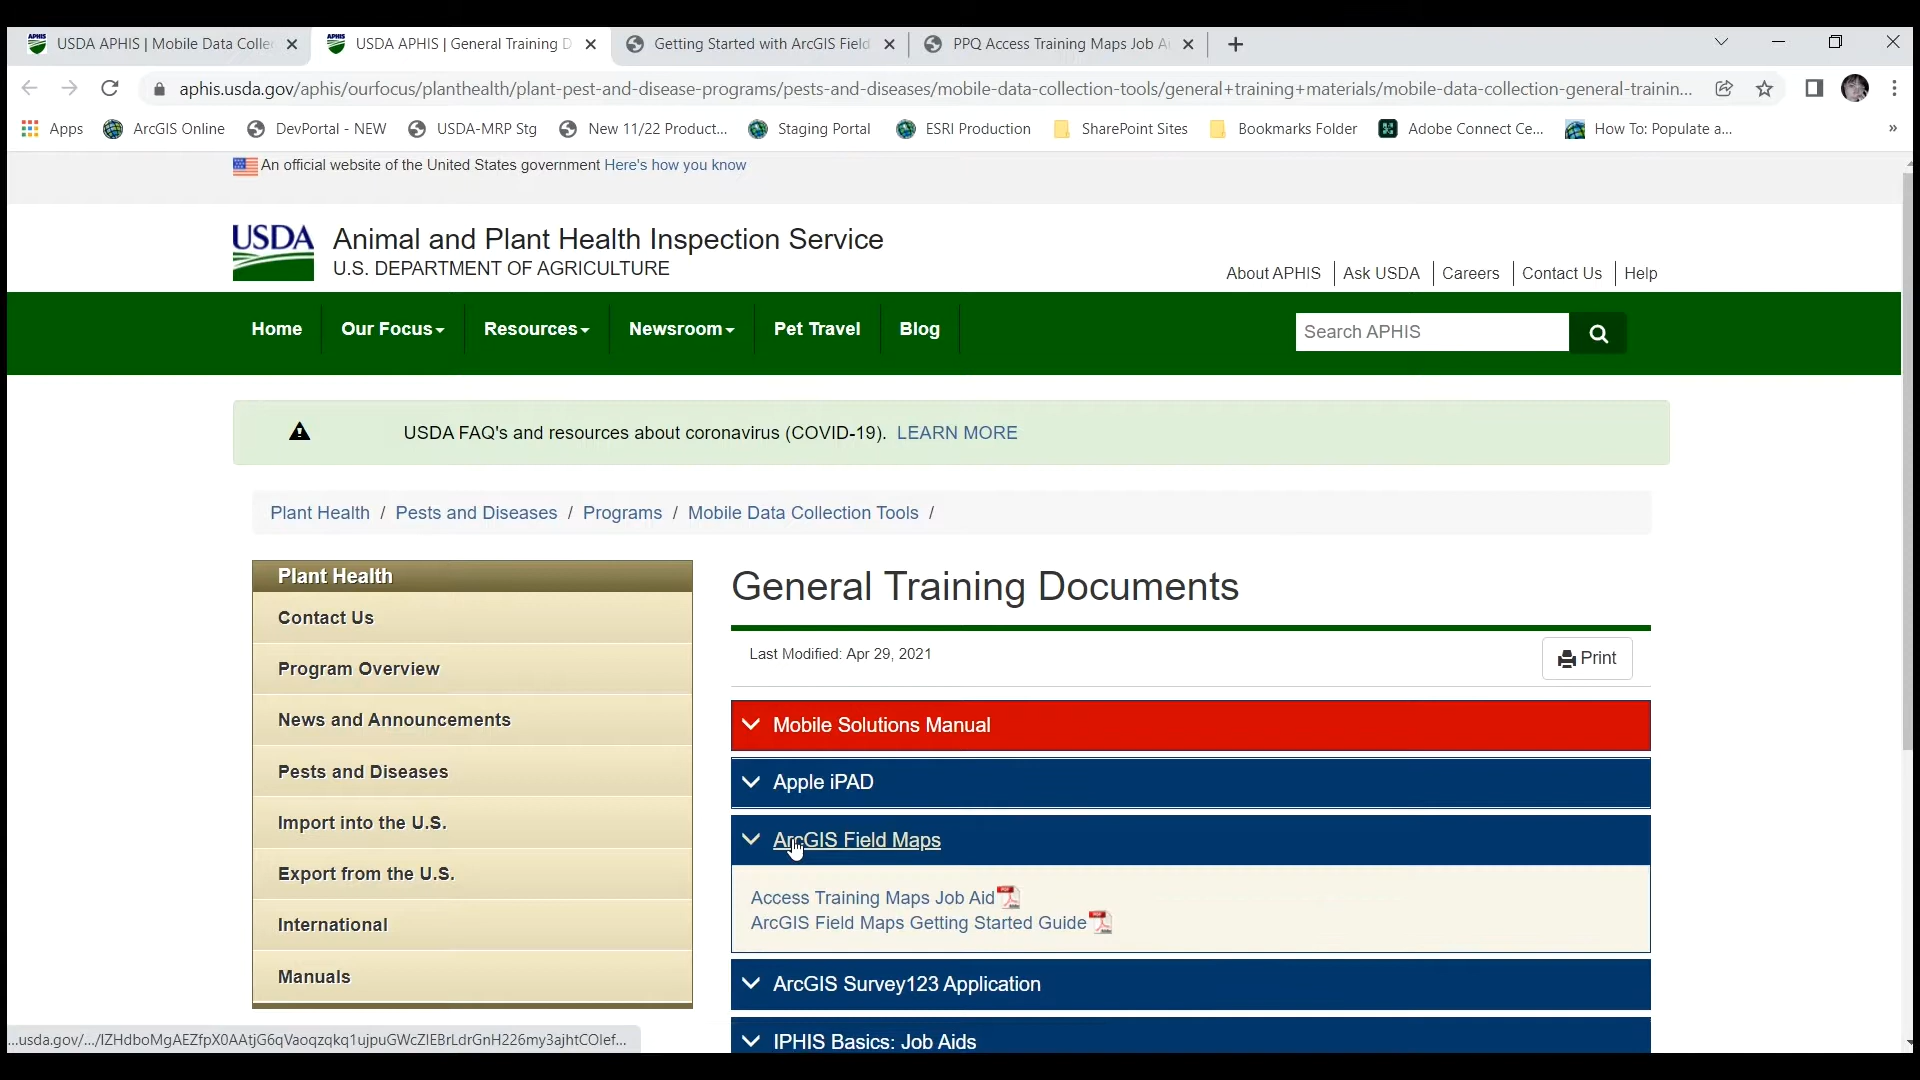 USDA APHIS | Mobile Data Colle
USDA APHIS | General Training D
Getting Started with ArcGIS Field
PPQ Access Training Maps Job A
aphis.usda.gov/aphis/ourfocus/planthealth/plant-pest-and-disease-programs/pests-and-diseases/mobile-data-collection-tools/general+training+materials/mobile-data-collection-general-trainin...
Apps ArcGIS Online DevPortal - NEW USDA-MRP Stg New 11/22 Product... Staging Portal ESRI Production SharePoint Sites Bookmarks Folder Adobe Connect Ce... How To: Populate a... »
An official website of the United States government Here's how you know
USDA Animal and Plant Health Inspection Service
U.S. DEPARTMENT OF AGRICULTURE
About APHIS Ask USDA Careers Contact Us Help
Home Our Focus Resources Newsroom Pet Travel Blog
Search APHIS
USDA FAQ's and resources about coronavirus (COVID-19). LEARN MORE
Plant Health / Pests and Diseases / Programs / Mobile Data Collection Tools /
Plant Health
Contact Us
Program Overview
News and Announcements
Pests and Diseases
Import into the U.S.
Export from the U.S.
International
Manuals
General Training Documents
Last Modified: Apr 29, 2021
Print
Mobile Solutions Manual
Apple iPAD
ArcGIS Field Maps
Access Training Maps Job Aid
ArcGIS Field Maps Getting Started Guide
ArcGIS Survey123 Application
IPHIS Basics: Job Aids